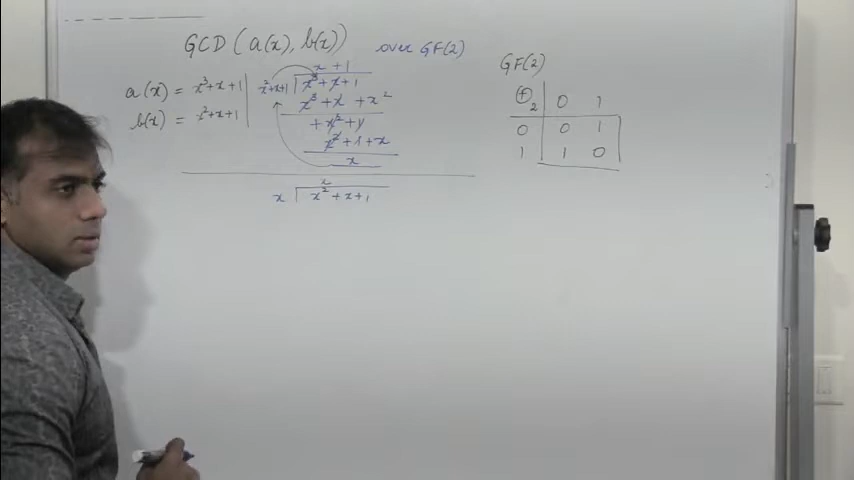 GCD (a(x), b(x)) over GF(2)
a(x) = x³+x+1
b(x) = x²+x+1
x + 1
x²+x+1 x³ + x + 1
x³ + x + x²
+ x² + 1
x² + 1 + x
x
x
x x² + x + 1
GF(2)
⊕₂ 0 1
0 0 1
1 1 0